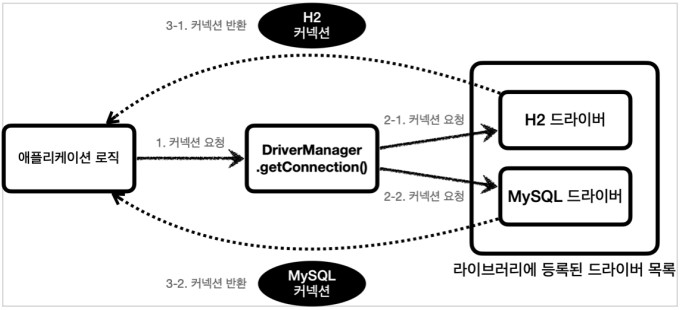 3-1. 커넥션 반환
H2
커넥션
애플리케이션 로직
1. 커넥션 요청
DriverManager
.getConnection()
2-1. 커넥션 요청
H2 드라이버
2-2. 커넥션 요청
MySQL 드라이버
라이브러리에 등록된 드라이버 목록
3-2. 커넥션 반환
MySQL
커넥션